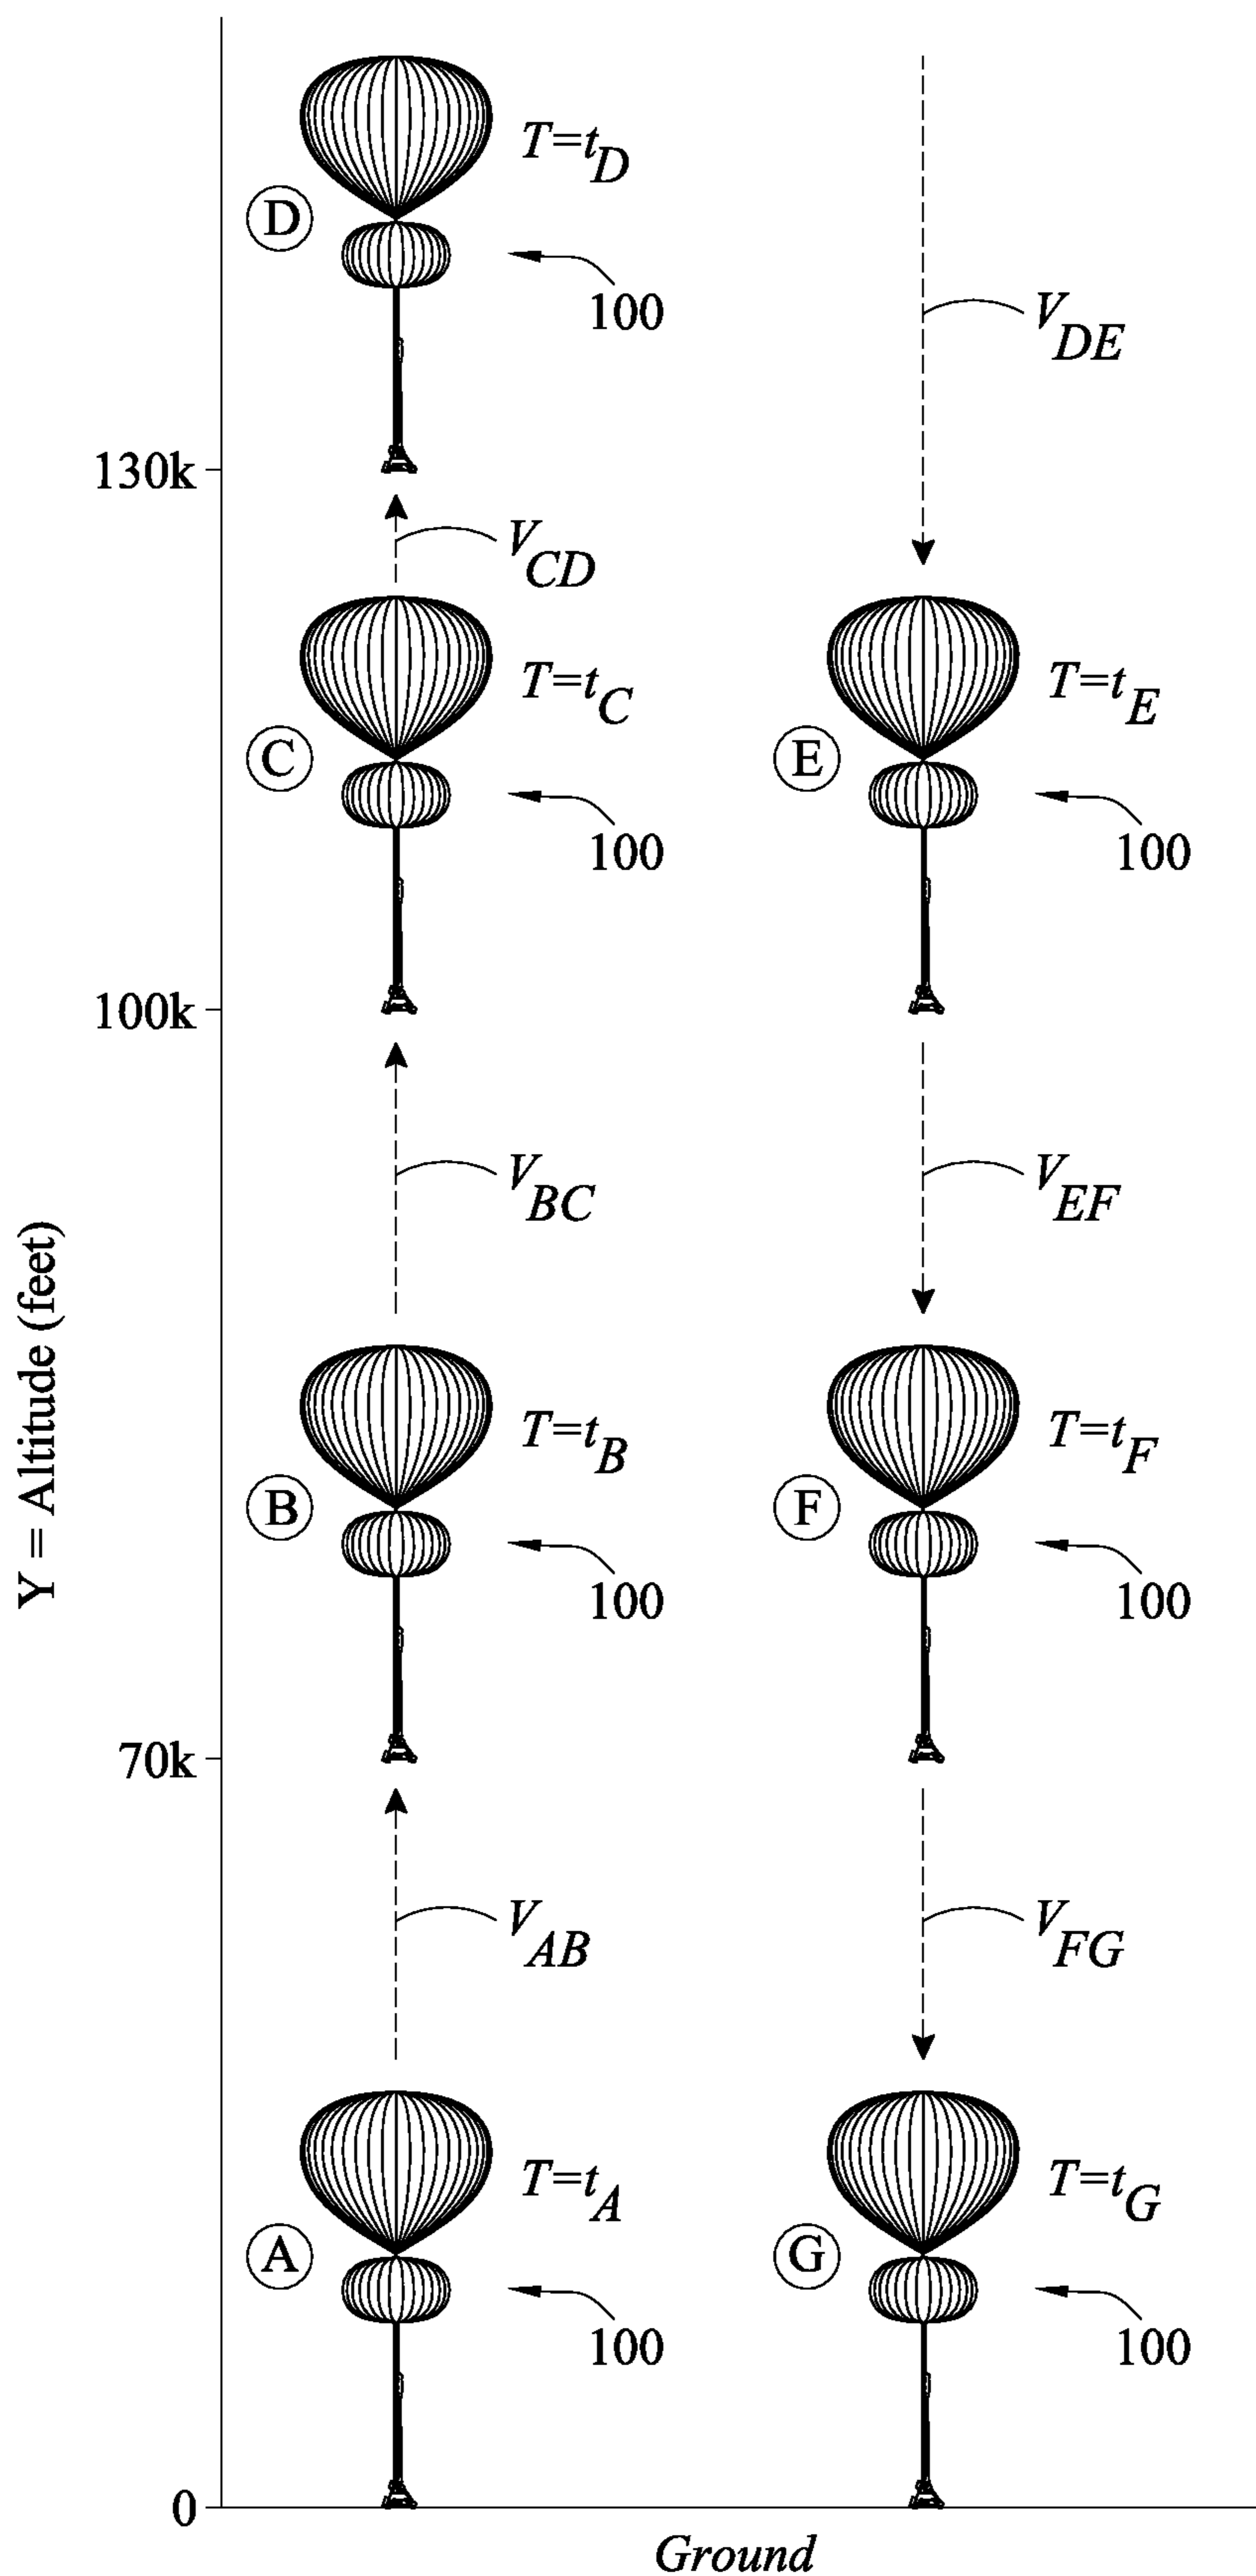 T=tD
D
100
VDE
130k
VCD
T=tC
T=tE
C
E
100
100
100k
VBC
VEF
Y = Altitude (feet)
T=tB
T=tF
B
F
100
100
70k
VAB
VFG
T=tA
T=tG
A
G
100
100
0
Ground